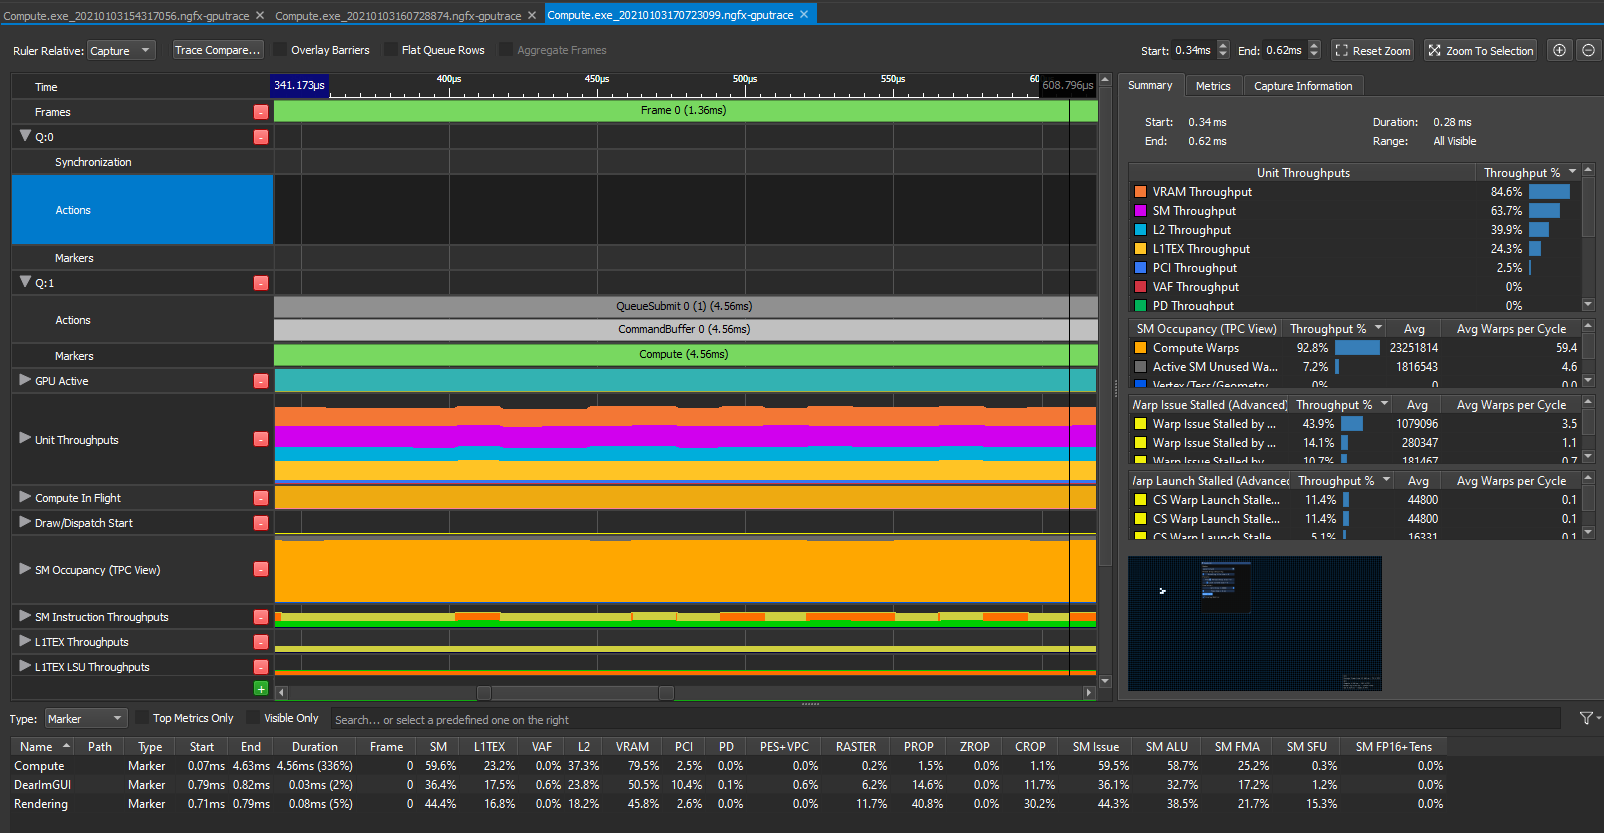 Compute.exe_20210103154317056.ngfx-gputrace ✕ Compute.exe_20210103160728874.ngfx-gputrace ✕ Compute.exe_20210103170723099.ngfx-gputrace ✕
Ruler Relative: Capture Trace Compare... Overlay Barriers Flat Queue Rows Aggregate Frames Start: 0.34ms End: 0.62ms Reset Zoom Zoom To Selection
Time 341.173µs 400µs 450µs 500µs 550µs 608.796µs
Frames - Frame 0 (1.36ms)
Q:0 -
Synchronization
Actions
Markers
Q:1 -
Actions QueueSubmit 0 (1) (4.56ms)
CommandBuffer 0 (4.56ms)
Markers Compute (4.56ms)
GPU Active -
Unit Throughputs -
Compute In Flight -
Draw/Dispatch Start -
SM Occupancy (TPC View) -
SM Instruction Throughputs -
L1TEX Throughputs -
L1TEX LSU Throughputs -
+
Summary Metrics Capture Information
Start: 0.34 ms Duration: 0.28 ms
End: 0.62 ms Range: All Visible
Unit Throughputs Throughput %
VRAM Throughput 84.6%
SM Throughput 63.7%
L2 Throughput 39.9%
L1TEX Throughput 24.3%
PCI Throughput 2.5%
VAF Throughput 0%
PD Throughput 0%
SM Occupancy (TPC View) Throughput % Avg Avg Warps per Cycle
Compute Warps 92.8% 23251814 59.4
Active SM Unused Wa... 7.2% 1816543 4.6
Vertex/Tess/Geometry 0% 0 0.0
Warp Issue Stalled (Advanced) Throughput % Avg Avg Warps per Cycle
Warp Issue Stalled by ... 43.9% 1079096 3.5
Warp Issue Stalled by ... 14.1% 280347 1.1
Warp Issue Stalled by 10.7% 181467 0.7
Warp Launch Stalled (Advanced Throughput % Avg Avg Warps per Cycle
CS Warp Launch Stalle... 11.4% 44800 0.1
CS Warp Launch Stalle... 11.4% 44800 0.1
CS Warp Launch Stalle 5.1% 16331 0.1
Type: Marker Top Metrics Only Visible Only Search... or select a predefined one on the right
Name Path Type Start End Duration Frame SM L1TEX VAF L2 VRAM PCI PD PES+VPC RASTER PROP ZROP CROP SM Issue SM ALU SM FMA SM SFU SM FP16+Tens
Compute Marker 0.07ms 4.63ms 4.56ms (336%) 0 59.6% 23.2% 0.0% 37.3% 79.5% 2.5% 0.0% 0.0% 0.2% 1.5% 0.0% 1.1% 59.5% 58.7% 25.2% 0.3% 0.0%
DearImGUI Marker 0.79ms 0.82ms 0.03ms (2%) 0 36.4% 17.5% 0.6% 23.8% 50.5% 10.4% 0.1% 0.6% 6.2% 14.6% 0.0% 11.7% 36.1% 32.7% 17.2% 1.2% 0.0%
Rendering Marker 0.71ms 0.79ms 0.08ms (5%) 0 44.4% 16.8% 0.0% 18.2% 45.8% 2.6% 0.0% 0.0% 11.7% 40.8% 0.0% 30.2% 44.3% 38.5% 21.7% 15.3% 0.0%